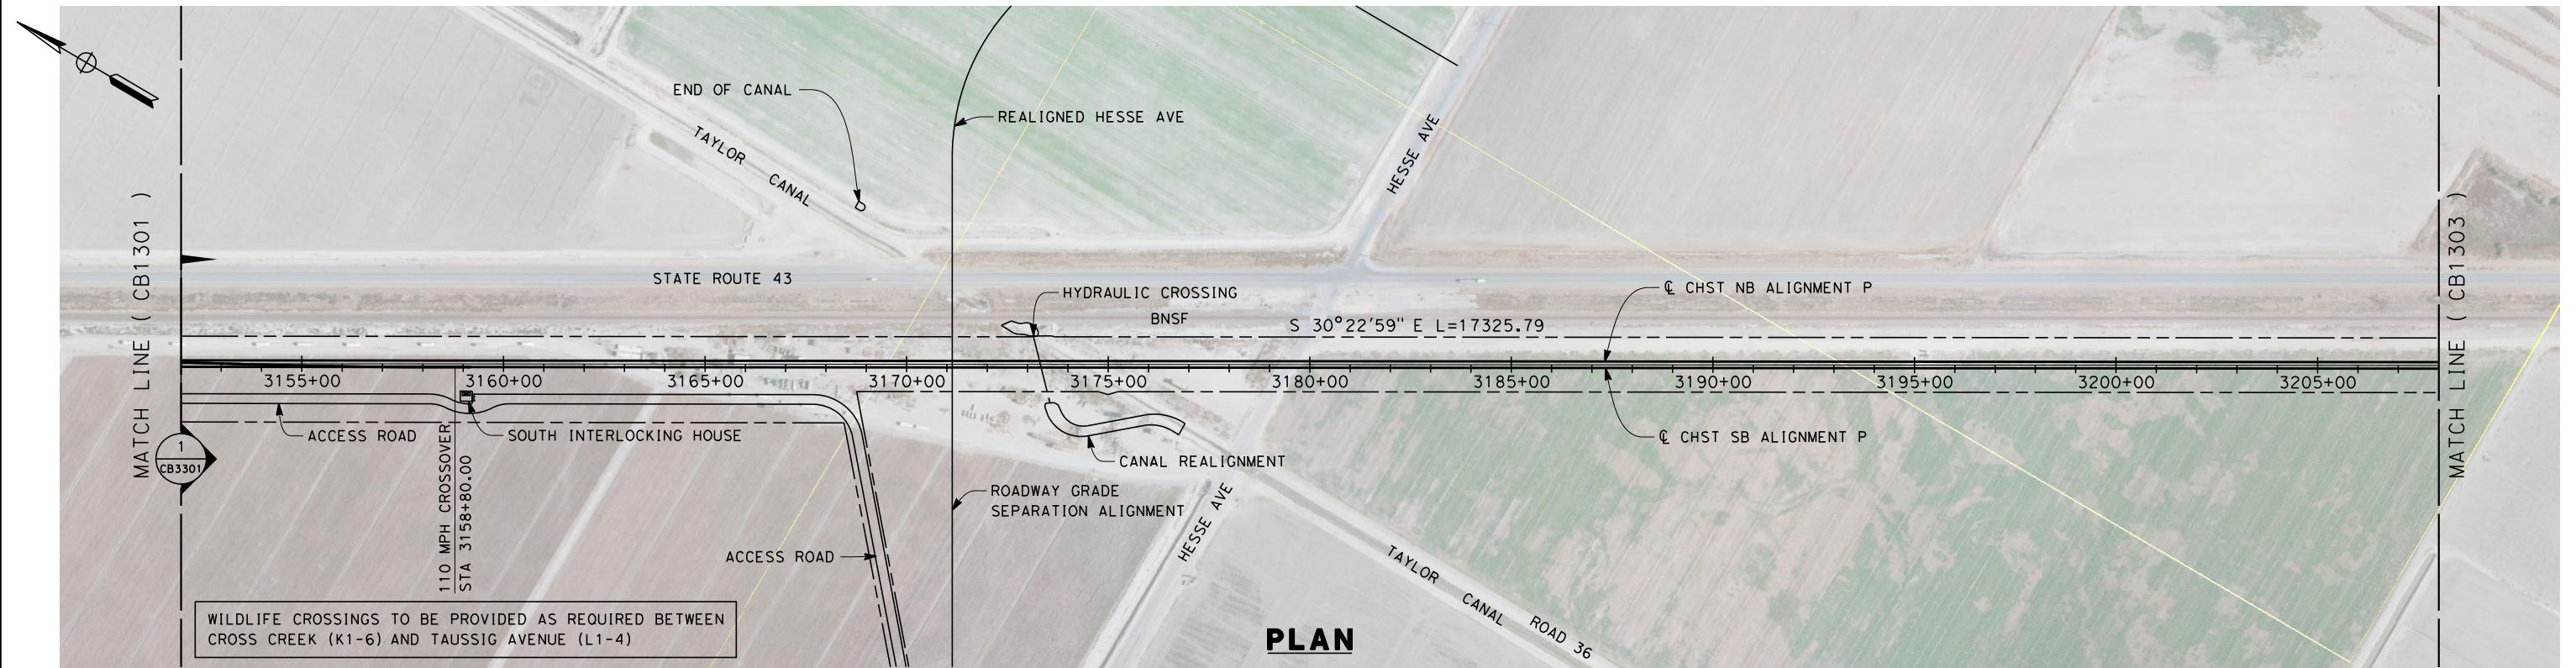 END OF CANAL
TAYLOR
CANAL
REALIGNED HESSE AVE
HESSE AVE
MATCH LINE ( CB1301 )
MATCH LINE ( CB1303 )
STATE ROUTE 43
HYDRAULIC CROSSING
BNSF
S 30°22'59" E L=17325.79
℄ CHST NB ALIGNMENT P
3155+00
3160+00
3165+00
3170+00
3175+00
3180+00
3185+00
3190+00
3195+00
3200+00
3205+00
ACCESS ROAD
SOUTH INTERLOCKING HOUSE
℄ CHST SB ALIGNMENT P
1
CB3301
110 MPH CROSSOVER
STA 3158+80.00
CANAL REALIGNMENT
ROADWAY GRADE
SEPARATION ALIGNMENT
HESSE AVE
ACCESS ROAD
TAYLOR
CANAL
ROAD 36
WILDLIFE CROSSINGS TO BE PROVIDED AS REQUIRED BETWEEN
CROSS CREEK (K1-6) AND TAUSSIG AVENUE (L1-4)
PLAN